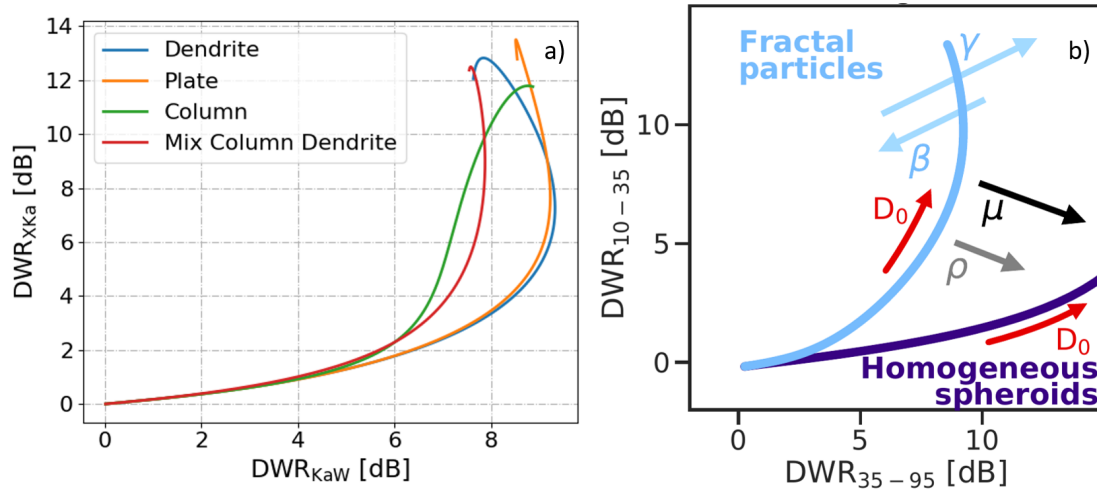 a)
Dendrite
Plate
Column
Mix Column Dendrite
14
12
10
8
6
4
2
0
DWR_XKa [dB]
0 2 4 6 8
DWR_KaW [dB]
b)
Fractal
particles
γ
β
D₀
μ
ρ
D₀
Homogeneous
spheroids
10
5
0
DWR₁₀₋₃₅ [dB]
0 5 10
DWR₃₅₋₉₅ [dB]